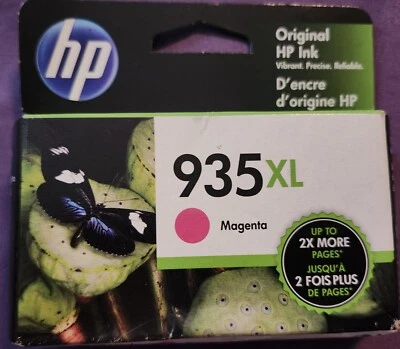 hp
Original
HP Ink
Vibrant. Precise. Reliable.
D'encre
d'origine HP
935XL
Magenta
UP TO
2X MORE
PAGES*
JUSQU'À
2 FOIS PLUS
DE PAGES*